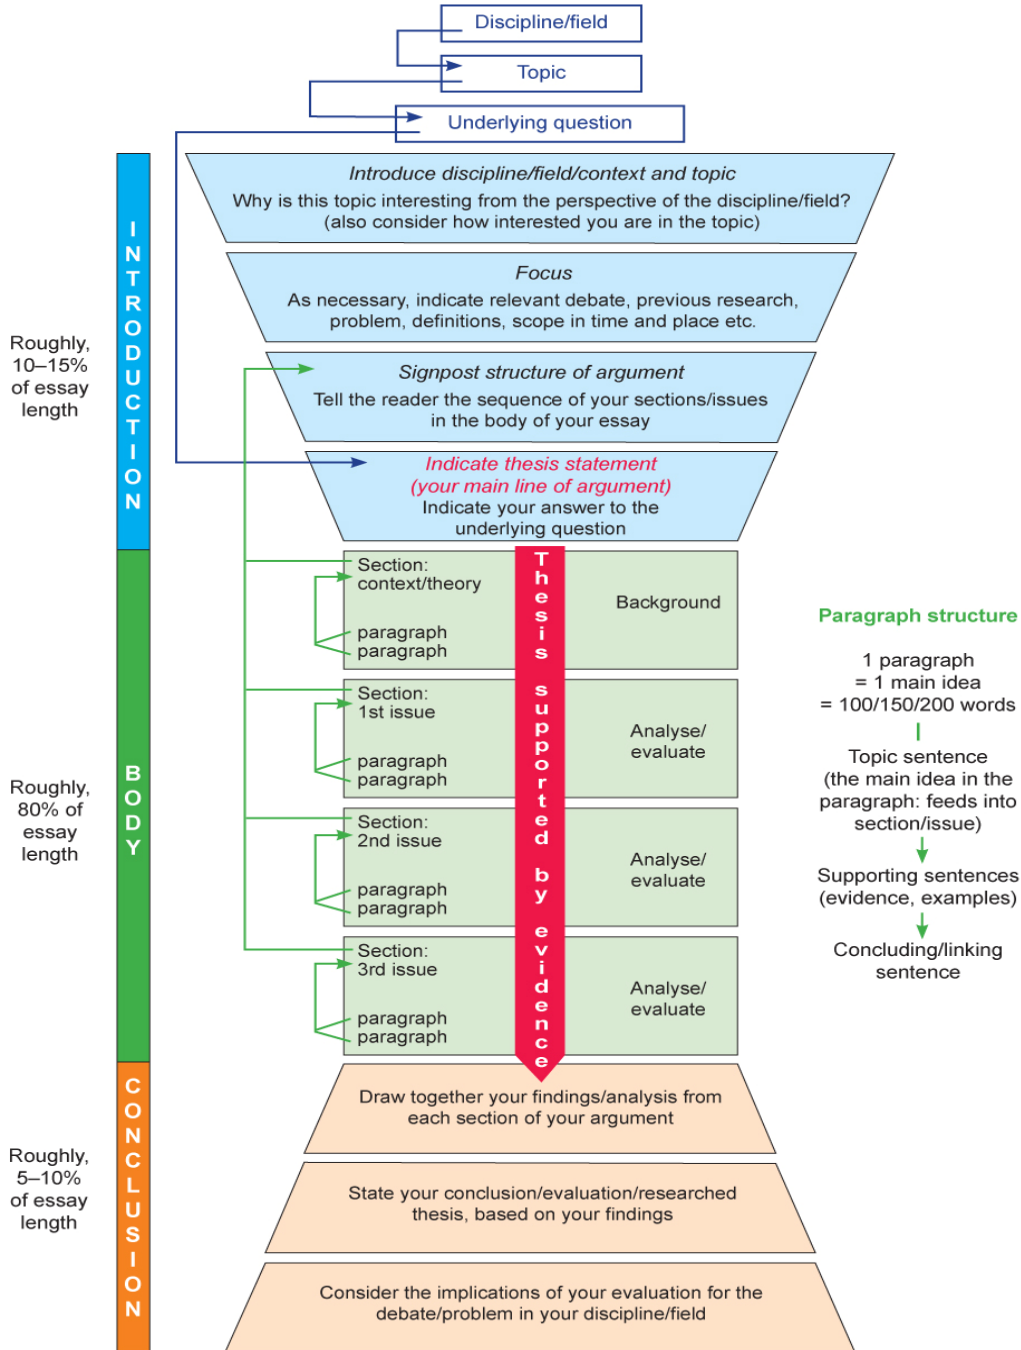 Discipline/field
Topic
Underlying question
INTRODUCTION
Roughly,
10–15%
of essay
length
Introduce discipline/field/context and topic
Why is this topic interesting from the perspective of the discipline/field?
(also consider how interested you are in the topic)
Focus
As necessary, indicate relevant debate, previous research,
problem, definitions, scope in time and place etc.
Signpost structure of argument
Tell the reader the sequence of your sections/issues
in the body of your essay
Indicate thesis statement
(your main line of argument)
Indicate your answer to the
underlying question
BODY
Roughly,
80% of
essay
length
Thesis supported by evidence
Section:
context/theory
paragraph
paragraph
Background
Section:
1st issue
paragraph
paragraph
Analyse/
evaluate
Section:
2nd issue
paragraph
paragraph
Analyse/
evaluate
Section:
3rd issue
paragraph
paragraph
Analyse/
evaluate
Paragraph structure
1 paragraph
= 1 main idea
= 100/150/200 words
Topic sentence
(the main idea in the
paragraph: feeds into
section/issue)
Supporting sentences
(evidence, examples)
Concluding/linking
sentence
CONCLUSION
Roughly,
5–10%
of essay
length
Draw together your findings/analysis from
each section of your argument
State your conclusion/evaluation/researched
thesis, based on your findings
Consider the implications of your evaluation for the
debate/problem in your discipline/field